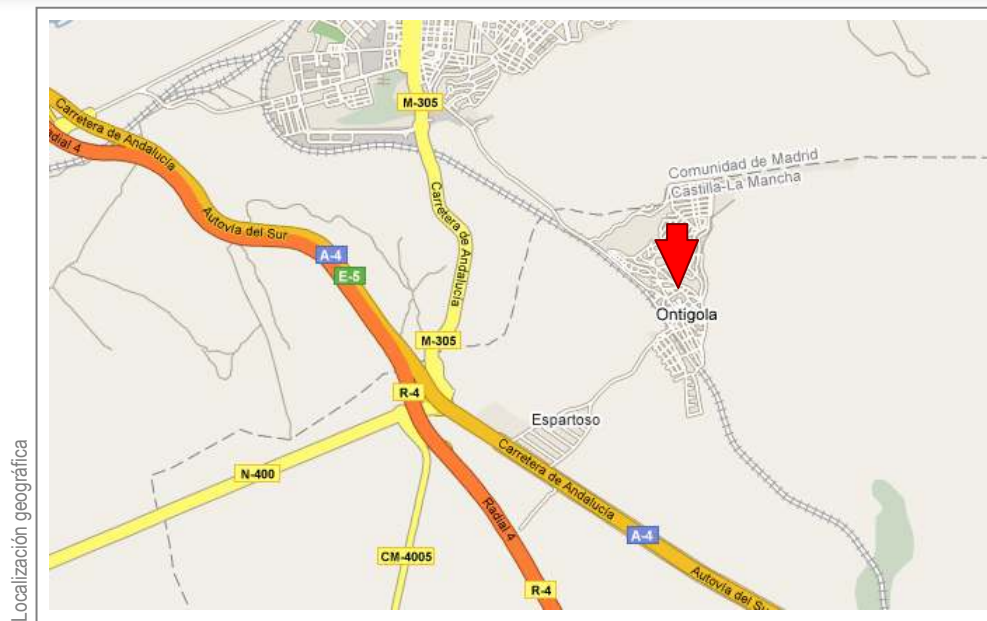 M-305
Carretera de Andalucía
Radial 4
Comunidad de Madrid
Castilla-La Mancha
Carretera de Andalucía
Autovía del Sur
A-4
E-5
Ontigola
M-305
R-4
Espartoso
Carretera de Andalucía
N-400
Radial 4
A-4
CM-4005
Autovía del Sur
R-4
Localización geográfica